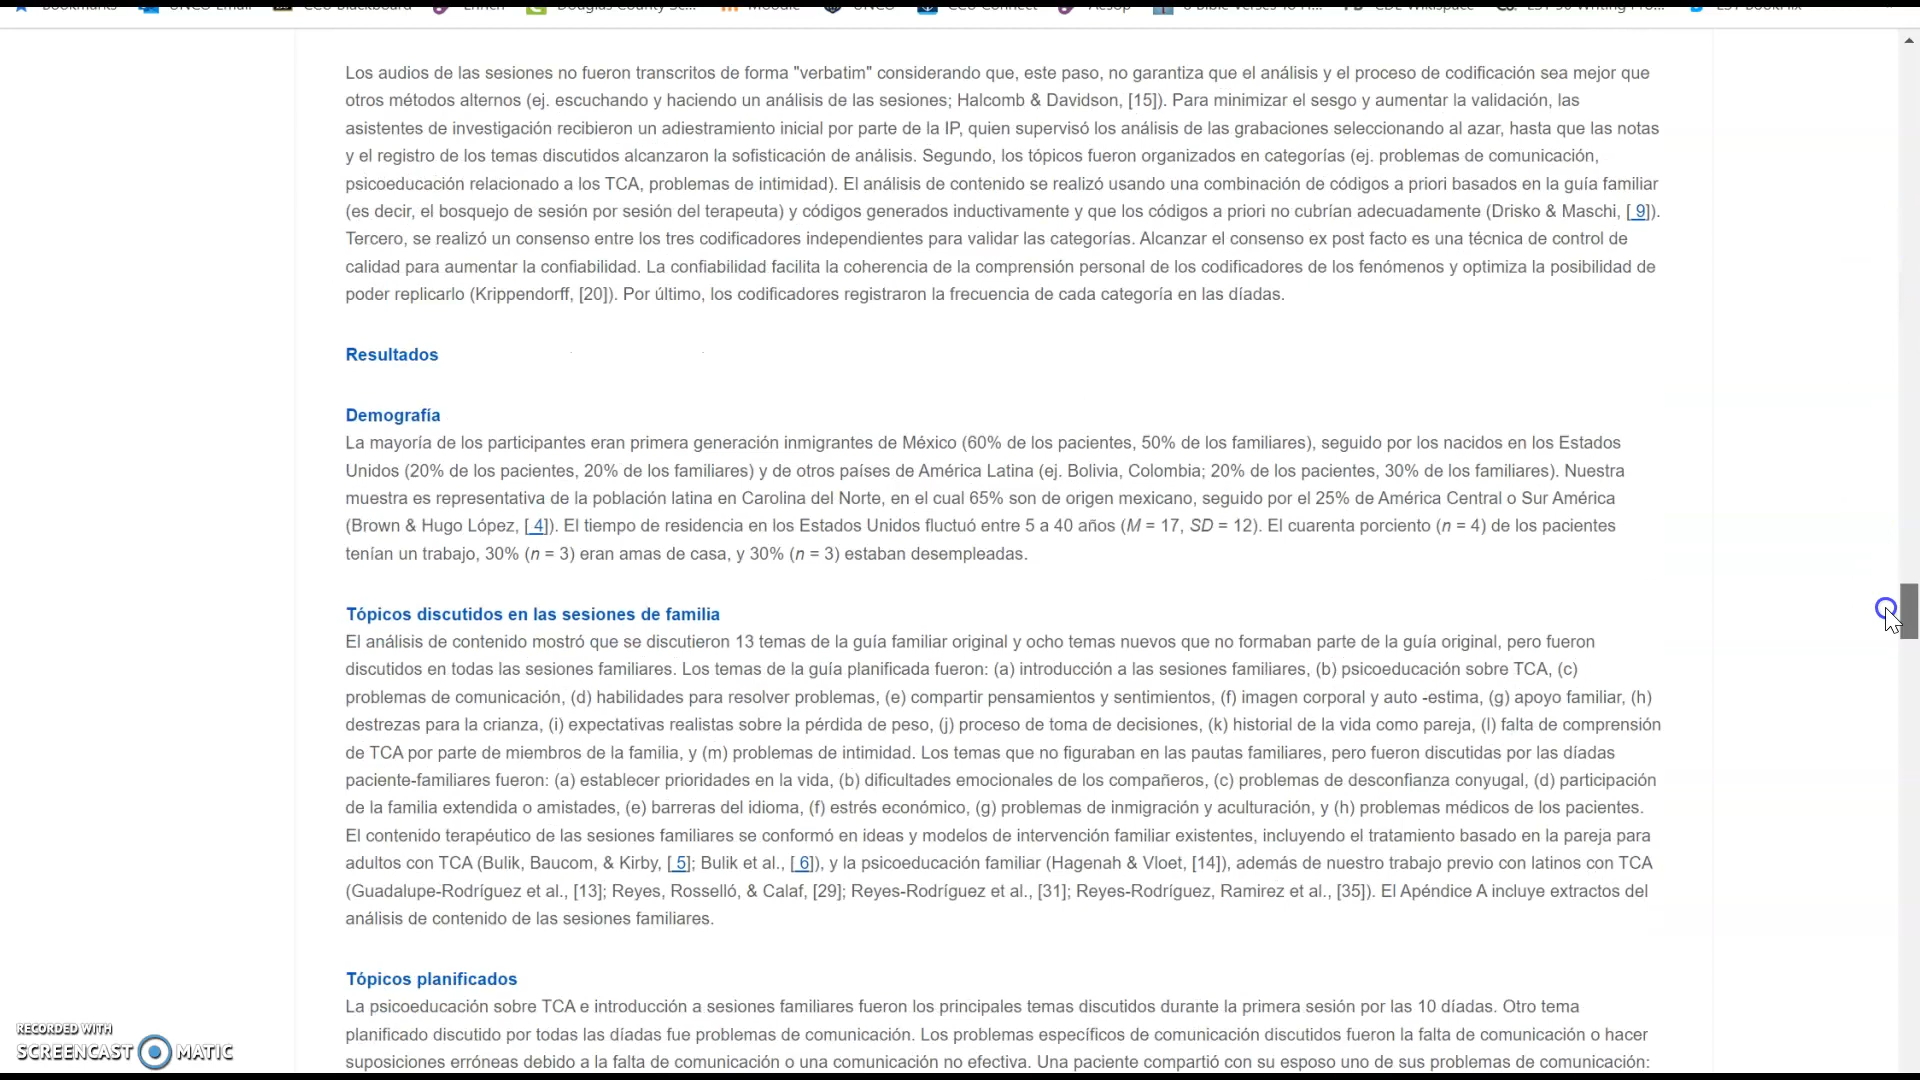 Los audios de las sesiones no fueron transcritos de forma "verbatim" considerando que, este paso, no garantiza que el análisis y el proceso de codificación sea mejor que
otros métodos alternos (ej. escuchando y haciendo un análisis de las sesiones; Halcomb & Davidson, [15]). Para minimizar el sesgo y aumentar la validación, las
asistentes de investigación recibieron un adiestramiento inicial por parte de la IP, quien supervisó los análisis de las grabaciones seleccionando al azar, hasta que las notas
y el registro de los temas discutidos alcanzaron la sofisticación de análisis. Segundo, los tópicos fueron organizados en categorías (ej. problemas de comunicación,
psicoeducación relacionado a los TCA, problemas de intimidad). El análisis de contenido se realizó usando una combinación de códigos a priori basados en la guía familiar
(es decir, el bosquejo de sesión por sesión del terapeuta) y códigos generados inductivamente y que los códigos a priori no cubrían adecuadamente (Drisko & Maschi, [ 9]).
Tercero, se realizó un consenso entre los tres codificadores independientes para validar las categorías. Alcanzar el consenso ex post facto es una técnica de control de
calidad para aumentar la confiabilidad. La confiabilidad facilita la coherencia de la comprensión personal de los codificadores de los fenómenos y optimiza la posibilidad de
poder replicarlo (Krippendorff, [20]). Por último, los codificadores registraron la frecuencia de cada categoría en las díadas.
Resultados
Demografía
La mayoría de los participantes eran primera generación inmigrantes de México (60% de los pacientes, 50% de los familiares), seguido por los nacidos en los Estados
Unidos (20% de los pacientes, 20% de los familiares) y de otros países de América Latina (ej. Bolivia, Colombia; 20% de los pacientes, 30% de los familiares). Nuestra
muestra es representativa de la población latina en Carolina del Norte, en el cual 65% son de origen mexicano, seguido por el 25% de América Central o Sur América
(Brown & Hugo López, [ 4]). El tiempo de residencia en los Estados Unidos fluctuó entre 5 a 40 años (M = 17, SD = 12). El cuarenta porciento (n = 4) de los pacientes
tenían un trabajo, 30% (n = 3) eran amas de casa, y 30% (n = 3) estaban desempleadas.
Tópicos discutidos en las sesiones de familia
El análisis de contenido mostró que se discutieron 13 temas de la guía familiar original y ocho temas nuevos que no formaban parte de la guía original, pero fueron
discutidos en todas las sesiones familiares. Los temas de la guía planificada fueron: (a) introducción a las sesiones familiares, (b) psicoeducación sobre TCA, (c)
problemas de comunicación, (d) habilidades para resolver problemas, (e) compartir pensamientos y sentimientos, (f) imagen corporal y auto -estima, (g) apoyo familiar, (h)
destrezas para la crianza, (i) expectativas realistas sobre la pérdida de peso, (j) proceso de toma de decisiones, (k) historial de la vida como pareja, (l) falta de comprensión
de TCA por parte de miembros de la familia, y (m) problemas de intimidad. Los temas que no figuraban en las pautas familiares, pero fueron discutidas por las díadas
paciente-familiares fueron: (a) establecer prioridades en la vida, (b) dificultades emocionales de los compañeros, (c) problemas de desconfianza conyugal, (d) participación
de la familia extendida o amistades, (e) barreras del idioma, (f) estrés económico, (g) problemas de inmigración y aculturación, y (h) problemas médicos de los pacientes.
El contenido terapéutico de las sesiones familiares se conformó en ideas y modelos de intervención familiar existentes, incluyendo el tratamiento basado en la pareja para
adultos con TCA (Bulik, Baucom, & Kirby, [ 5]; Bulik et al., [ 6]), y la psicoeducación familiar (Hagenah & Vloet, [14]), además de nuestro trabajo previo con latinos con TCA
(Guadalupe-Rodríguez et al., [13]; Reyes, Rosselló, & Calaf, [29]; Reyes-Rodríguez et al., [31]; Reyes-Rodríguez, Ramirez et al., [35]). El Apéndice A incluye extractos del
análisis de contenido de las sesiones familiares.
Tópicos planificados
La psicoeducación sobre TCA e introducción a sesiones familiares fueron los principales temas discutidos durante la primera sesión por las 10 díadas. Otro tema
planificado discutido por todas las díadas fue problemas de comunicación. Los problemas específicos de comunicación discutidos fueron la falta de comunicación o hacer
suposiciones erróneas debido a la falta de comunicación o una comunicación no efectiva. Una paciente compartió con su esposo uno de sus problemas de comunicación:
RECORDED WITH
SCREENCAST MATIC